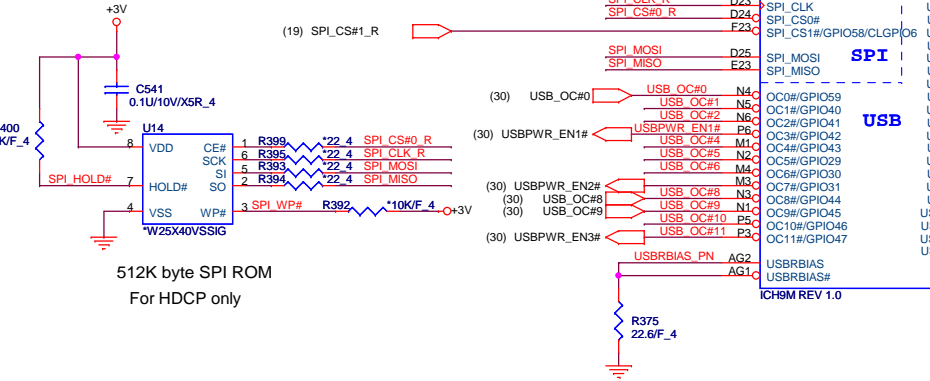 +3V
C541
0.1U/10V/X5R_4
400
K/F_4
U14
8 VDD CE# 1 R399 *22_4 SPI_CS#0_R
SCK 6 R395 *22_4 SPI_CLK_R
SI 5 R393 *22_4 SPI_MOSI
SPI_HOLD# 7 HOLD# SO 2 R394 *22_4 SPI_MISO
4 VSS WP# 3 SPI_WP# R392 *10K/F_4 +3V
*W25X40VSSIG
512K byte SPI ROM
For HDCP only
SPI_CLK_R D23 SPI_CLK
SPI_CS#0_R D24 SPI_CS0#
(19) SPI_CS#1_R F23 SPI_CS1#/GPIO58/CLGPIO6
SPI_MOSI D25 SPI_MOSI
SPI_MISO E23 SPI_MISO
SPI
USB
(30) USB_OC#0 USB_OC#0 N4 OC0#/GPIO59
USB_OC#1 N5 OC1#/GPIO40
USB_OC#2 N6 OC2#/GPIO41
(30) USBPWR_EN1# USBPWR_EN1# P6 OC3#/GPIO42
USB_OC#4 M1 OC4#/GPIO43
USB_OC#5 N2 OC5#/GPIO29
USB_OC#6 M4 OC6#/GPIO30
(30) USBPWR_EN2# M3 OC7#/GPIO31
(30) USB_OC#8 USB_OC#8 N3 OC8#/GPIO44
(30) USB_OC#9 USB_OC#9 N1 OC9#/GPIO45
USB_OC#10 P5 OC10#/GPIO46
(30) USBPWR_EN3# USB_OC#11 P3 OC11#/GPIO47
USBRBIAS_PN AG2 USBRBIAS
AG1 USBRBIAS#
ICH9M REV 1.0
R375
22.6/F_4